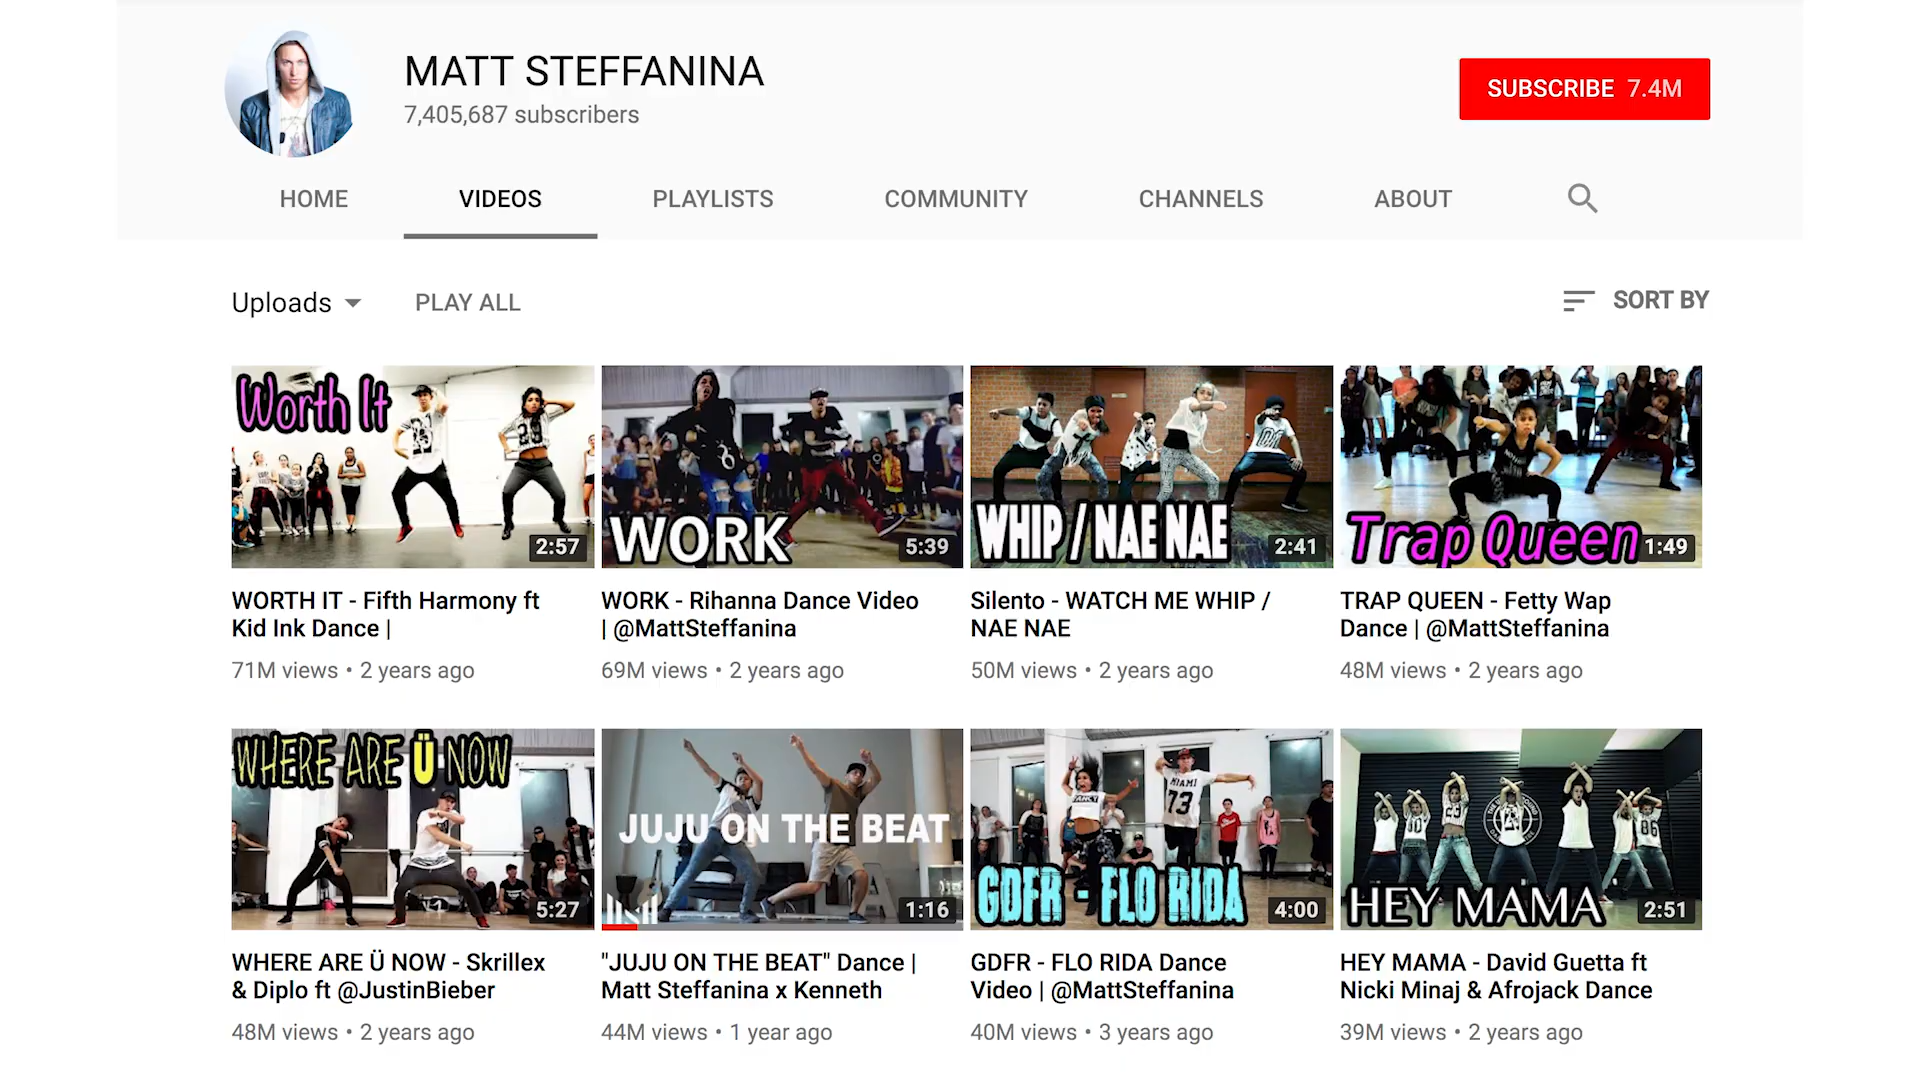 MATT STEFFANINA
7,405,687 subscribers
SUBSCRIBE 7.4M
HOME VIDEOS PLAYLISTS COMMUNITY CHANNELS ABOUT
Uploads PLAY ALL SORT BY
Worth It
2:57
WORK
5:39
WHIP / NAE NAE
2:41
Trap Queen
1:49
WORTH IT - Fifth Harmony ft
Kid Ink Dance |
71M views • 2 years ago
WORK - Rihanna Dance Video
| @MattSteffanina
69M views • 2 years ago
Silento - WATCH ME WHIP /
NAE NAE
50M views • 2 years ago
TRAP QUEEN - Fetty Wap
Dance | @MattSteffanina
48M views • 2 years ago
WHERE ARE Ü NOW
5:27
JUJU ON THE BEAT
1:16
MIAMI
73
GDFR - FLO RIDA
4:00
86
HEY MAMA
2:51
WHERE ARE Ü NOW - Skrillex
& Diplo ft @JustinBieber
48M views • 2 years ago
"JUJU ON THE BEAT" Dance |
Matt Steffanina x Kenneth
44M views • 1 year ago
GDFR - FLO RIDA Dance
Video | @MattSteffanina
40M views • 3 years ago
HEY MAMA - David Guetta ft
Nicki Minaj & Afrojack Dance
39M views • 2 years ago